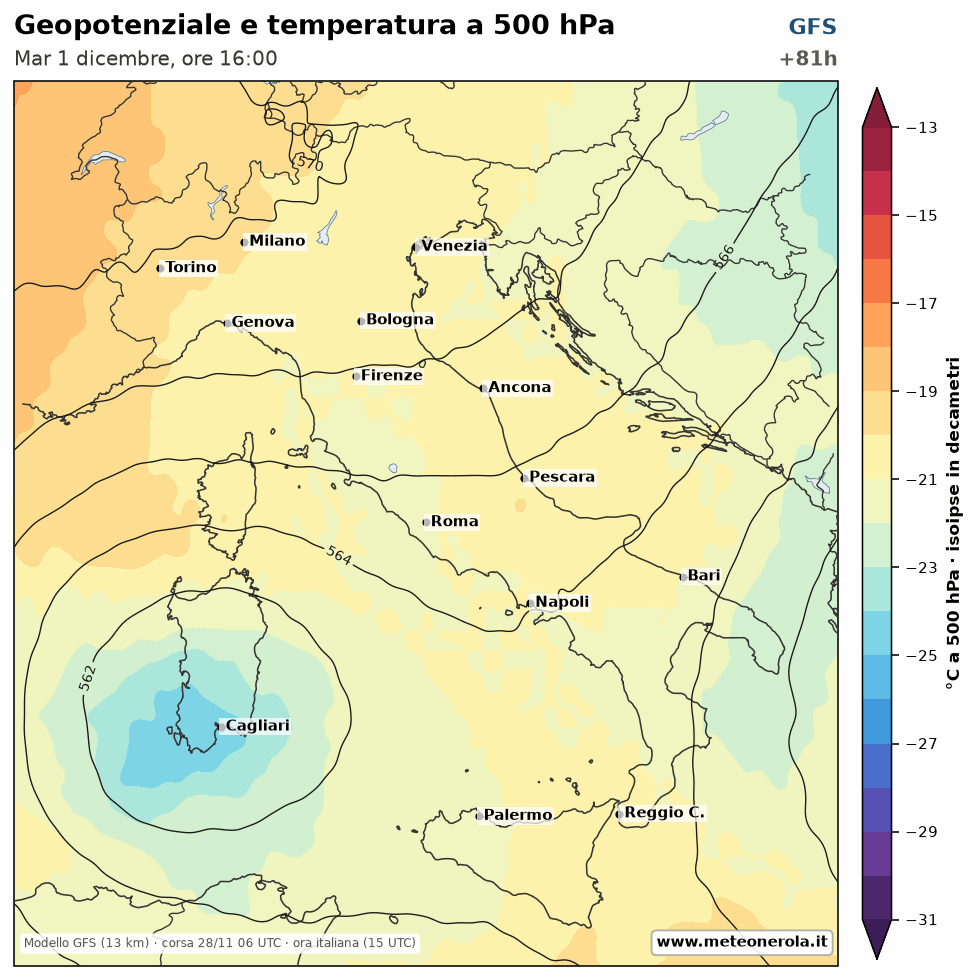 Geopotenziale e temperatura a 500 hPa
GFS
Mar 1 dicembre, ore 16:00
+81h
570
Milano
Venezia
Torino
566
Genova
Bologna
Firenze
Ancona
Pescara
Roma
564
Bari
Napoli
562
Cagliari
Palermo
Reggio C.
−13
−15
−17
−19
−21
−23
−25
−27
−29
−31
°C a 500 hPa · isoipse in decametri
Modello GFS (13 km) · corsa 28/11 06 UTC · ora italiana (15 UTC)
www.meteonerola.it